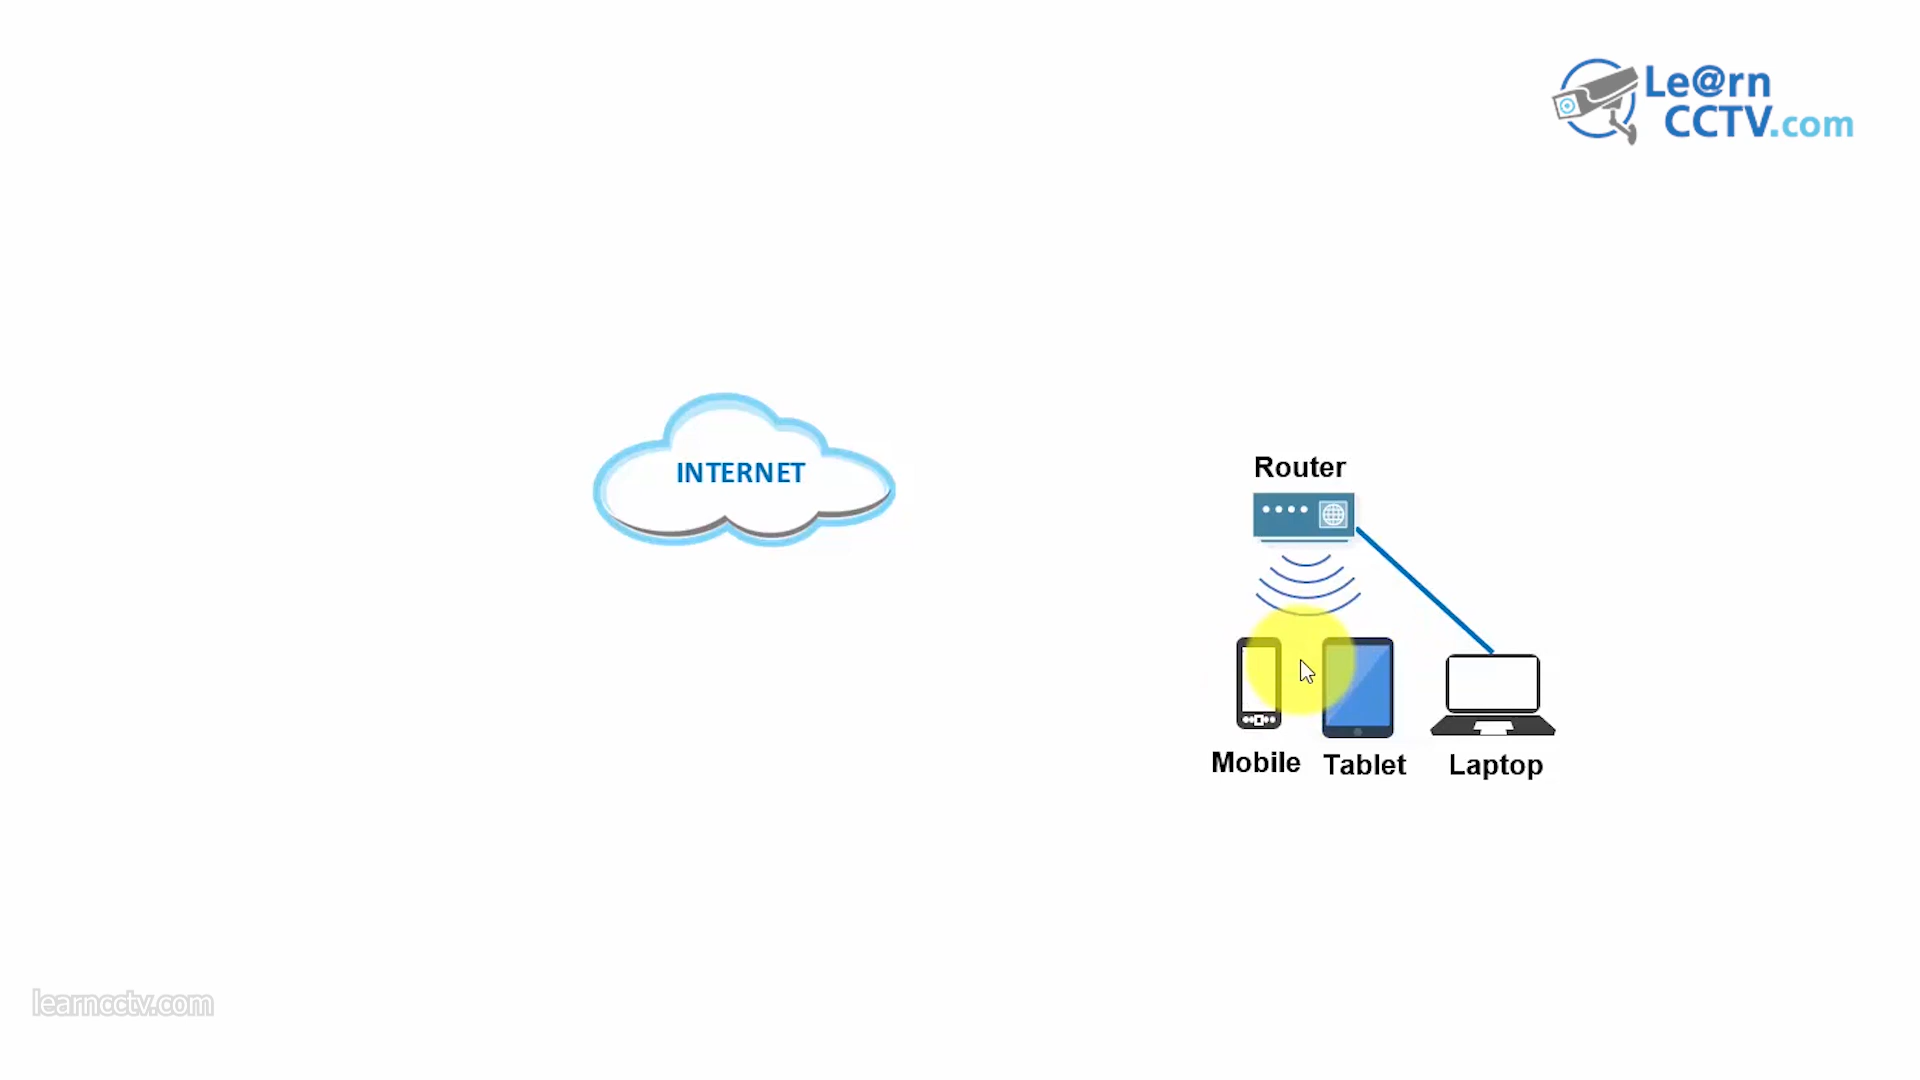 Le@rn
CCTV.com
INTERNET
Router
Mobile
Tablet
Laptop
learncctv.com